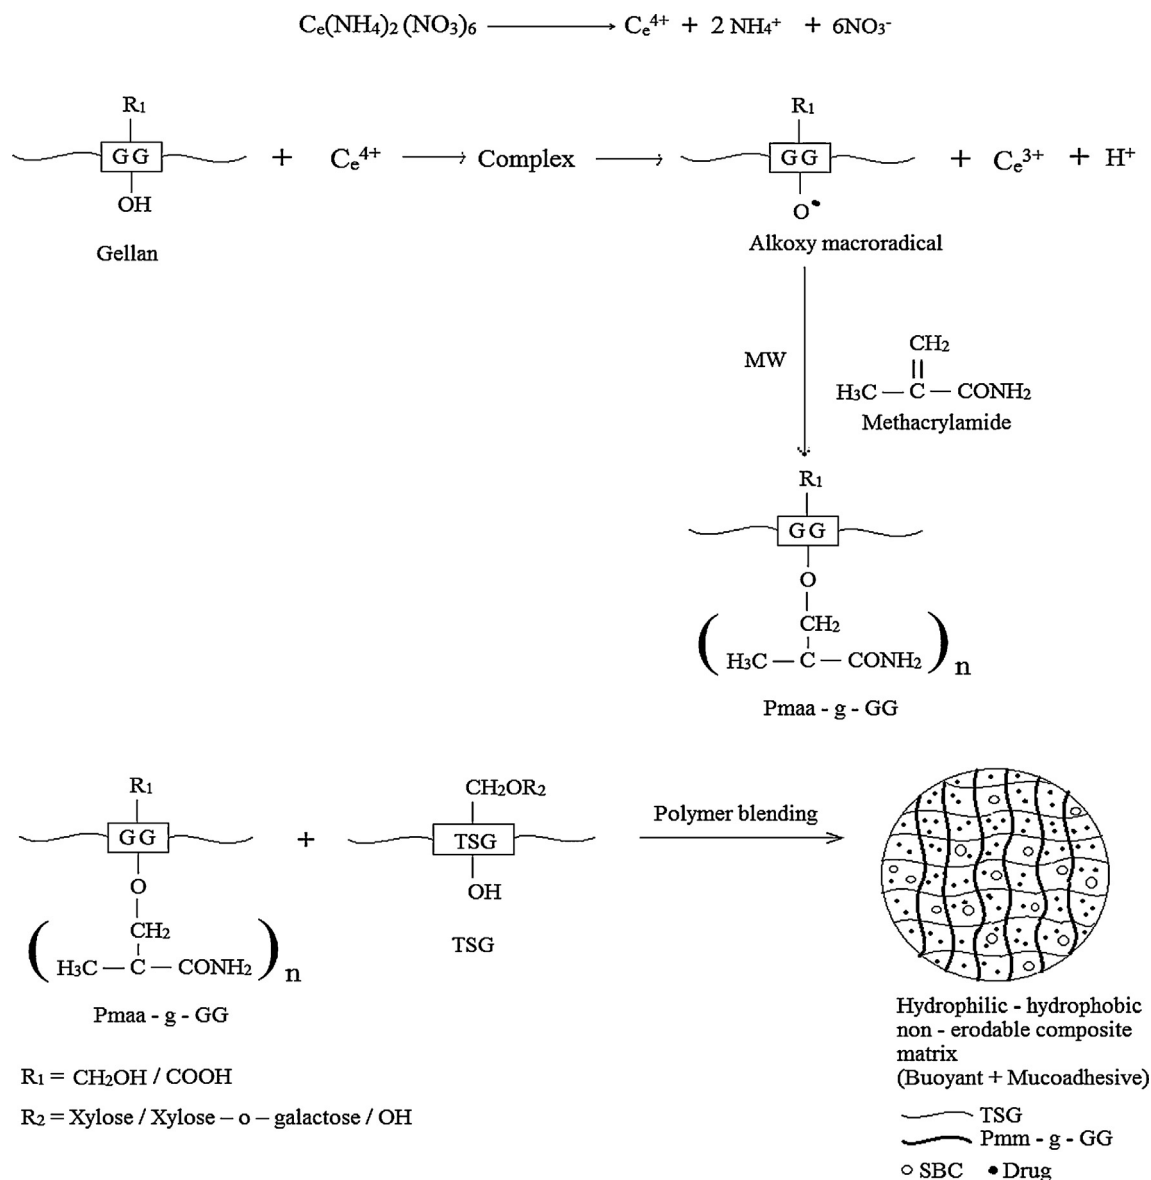 Ce(NH4)2 (NO3)6 Ce4+ + 2 NH4+ + 6NO3-
R1 R1
GG + Ce4+ Complex GG + Ce3+ + H+
OH O•
Gellan Alkoxy macroradical
MW
CH2
H3C – C – CONH2
Methacrylamide
R1
GG
O
CH2
( H3C – C – CONH2 ) n
Pmaa - g - GG
R1 CH2OR2
GG + TSG Polymer blending
O OH
CH2
( H3C – C – CONH2 ) n
TSG
Pmaa - g - GG
Hydrophilic - hydrophobic
non - erodable composite
matrix
(Buoyant + Mucoadhesive)
R1 = CH2OH / COOH
R2 = Xylose / Xylose – o – galactose / OH
TSG
Pmm - g - GG
SBC Drug